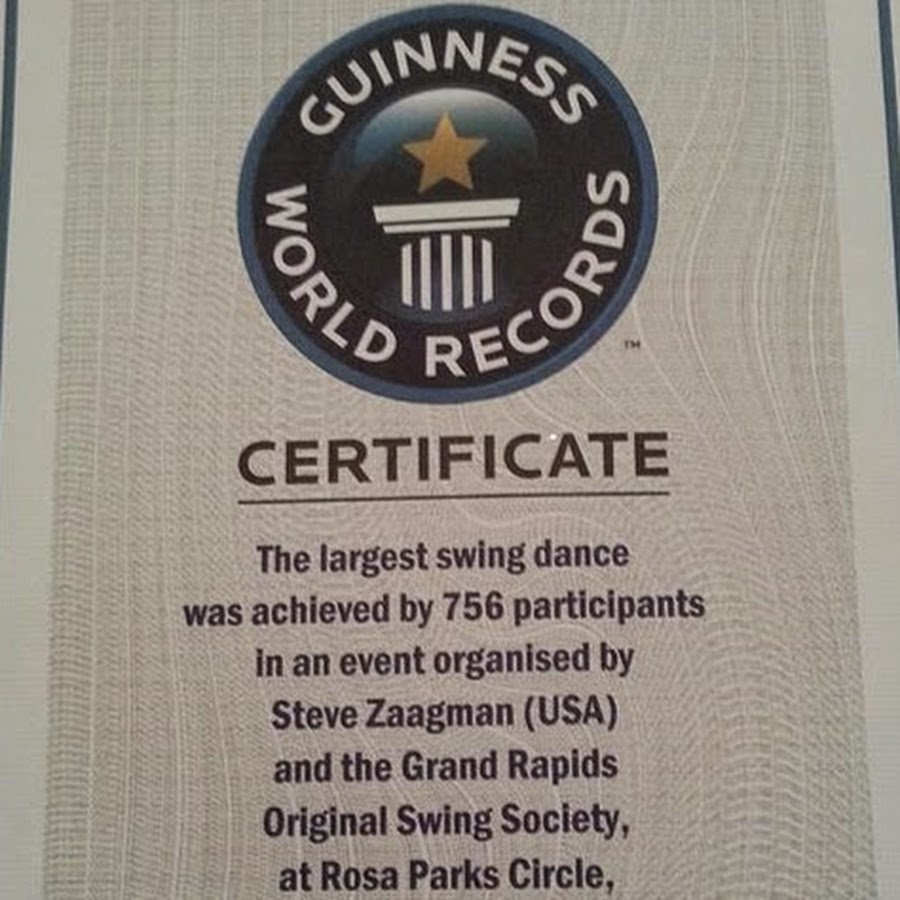 GUINNESS
WORLD RECORDS
™
CERTIFICATE
The largest swing dance
was achieved by 756 participants
in an event organised by
Steve Zaagman (USA)
and the Grand Rapids
Original Swing Society,
at Rosa Parks Circle,